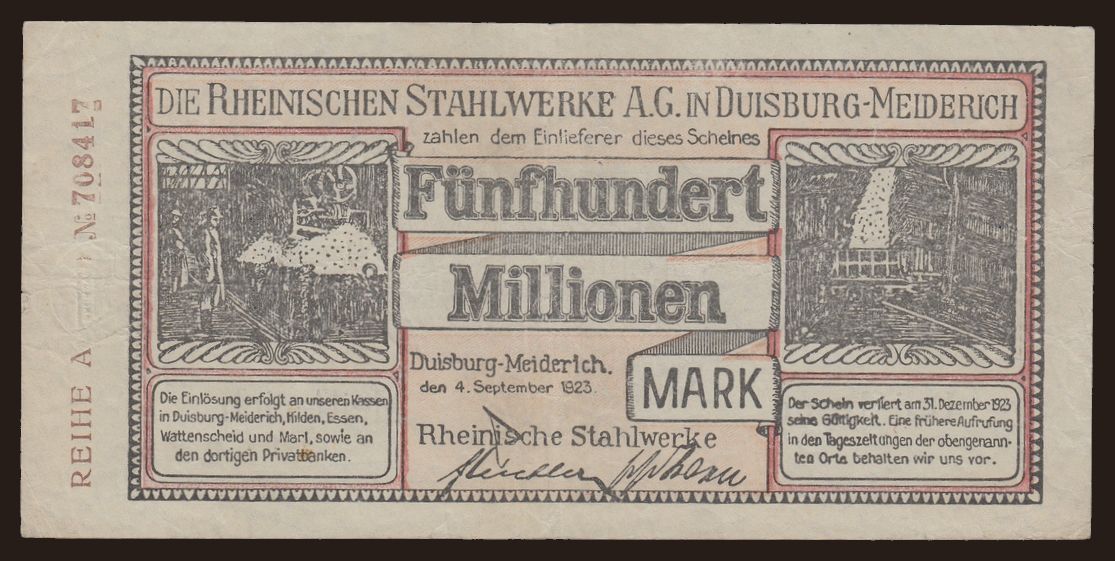 DIE RHEINISCHEN STAHLWERKE A.G. IN DUISBURG-MEIDERICH
zahlen dem Einlieferer dieses Scheines
Fünfhundert
Millionen
MARK
Duisburg-Meiderich,
den 4. September 1923.
Rheinische Stahlwerke
Die Einlösung erfolgt an unseren Kassen
in Duisburg-Meiderich, Hilden, Essen,
Wattenscheid und Marl, sowie an
den dortigen Privatbanken.
Der Schein verliert am 31. Dezember 1923
seine Gültigkeit. Eine frühere Aufrufung
in den Tageszeitungen der obengenann-
ten Orte behalten wir uns vor.
REIHE A
№ 708417